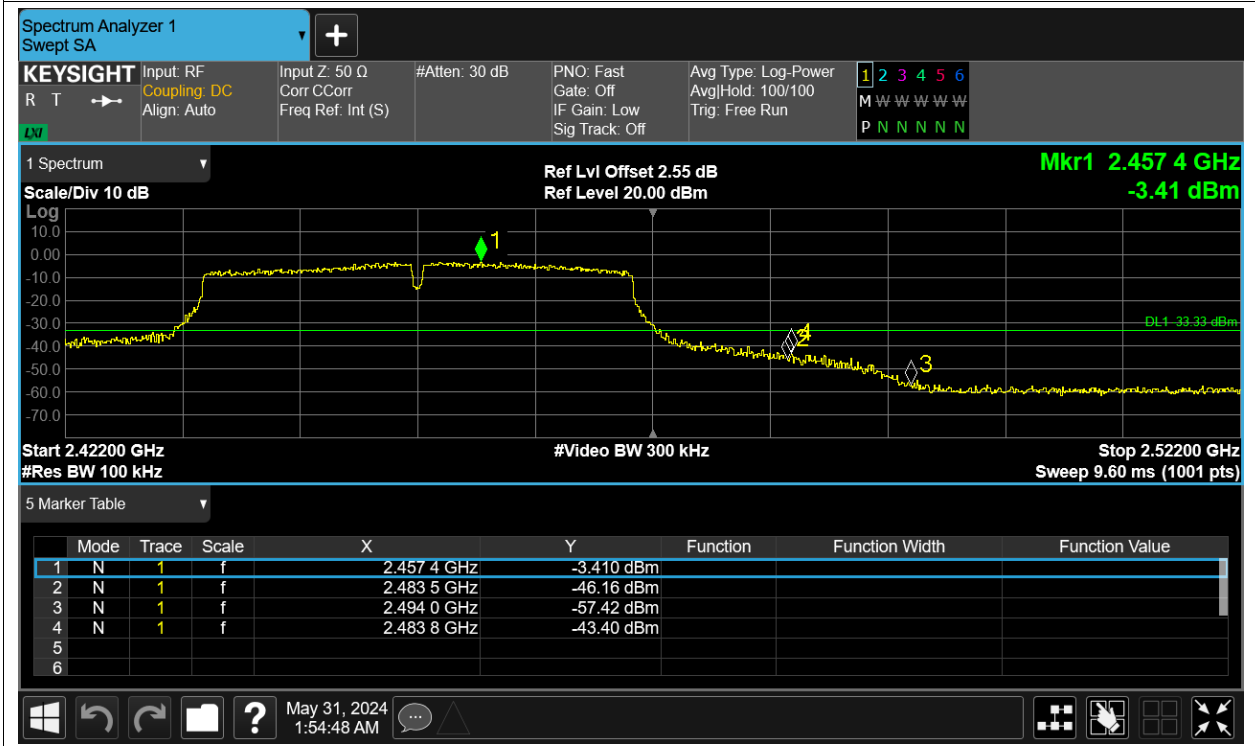 Spectrum Analyzer 1
Swept SA
+
KEYSIGHT Input: RF Input Z: 50 Ω #Atten: 30 dB PNO: Fast Avg Type: Log-Power 1 2 3 4 5 6
R T Coupling: DC Corr CCorr Gate: Off Avg|Hold: 100/100 M W W W W W
Align: Auto Freq Ref: Int (S) IF Gain: Low Trig: Free Run
LXI Sig Track: Off P N N N N N
1 Spectrum Ref Lvl Offset 2.55 dB Mkr1 2.457 4 GHz
Scale/Div 10 dB Ref Level 20.00 dBm -3.41 dBm
Log
10.0
0.00
-10.0
-20.0
-30.0
-40.0
-50.0
-60.0
-70.0
1
DL1 -33.33 dBm
4
2
3
Start 2.42200 GHz #Video BW 300 kHz Stop 2.52200 GHz
#Res BW 100 kHz Sweep 9.60 ms (1001 pts)
5 Marker Table
Mode Trace Scale X Y Function Function Width Function Value
1 N 1 f 2.457 4 GHz -3.410 dBm
2 N 1 f 2.483 5 GHz -46.16 dBm
3 N 1 f 2.494 0 GHz -57.42 dBm
4 N 1 f 2.483 8 GHz -43.40 dBm
5
6
? May 31, 2024
1:54:48 AM